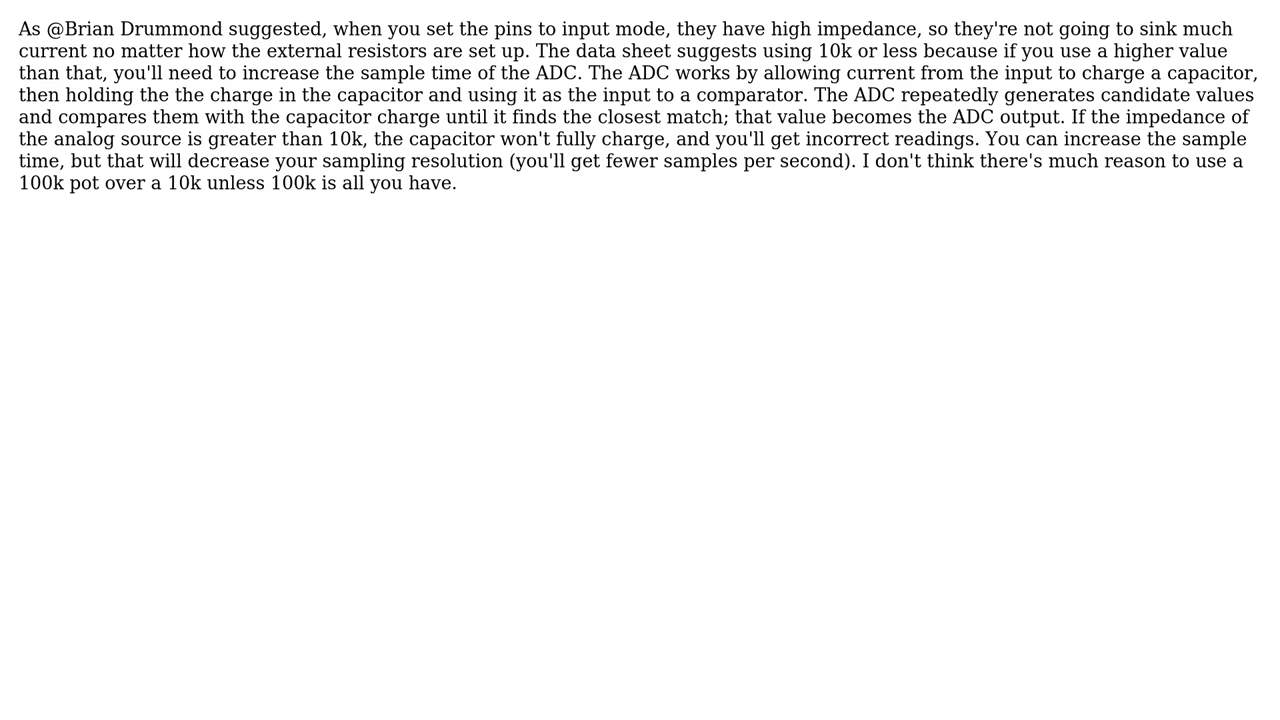 As @Brian Drummond suggested, when you set the pins to input mode, they have high impedance, so they're not going to sink much
current no matter how the external resistors are set up. The data sheet suggests using 10k or less because if you use a higher value
than that, you'll need to increase the sample time of the ADC. The ADC works by allowing current from the input to charge a capacitor,
then holding the the charge in the capacitor and using it as the input to a comparator. The ADC repeatedly generates candidate values
and compares them with the capacitor charge until it finds the closest match; that value becomes the ADC output. If the impedance of
the analog source is greater than 10k, the capacitor won't fully charge, and you'll get incorrect readings. You can increase the sample
time, but that will decrease your sampling resolution (you'll get fewer samples per second). I don't think there's much reason to use a
100k pot over a 10k unless 100k is all you have.